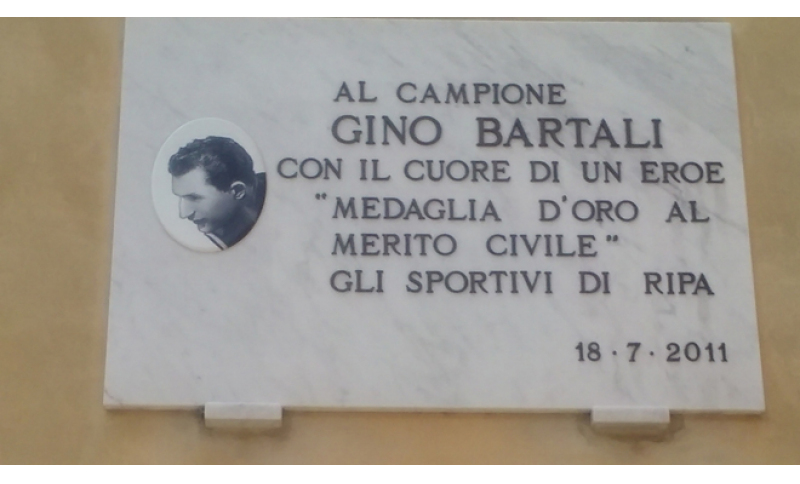 AL CAMPIONE
GINO BARTALI
CON IL CUORE DI UN EROE
"MEDAGLIA D'ORO AL
MERITO CIVILE"
GLI SPORTIVI DI RIPA
18·7·2011